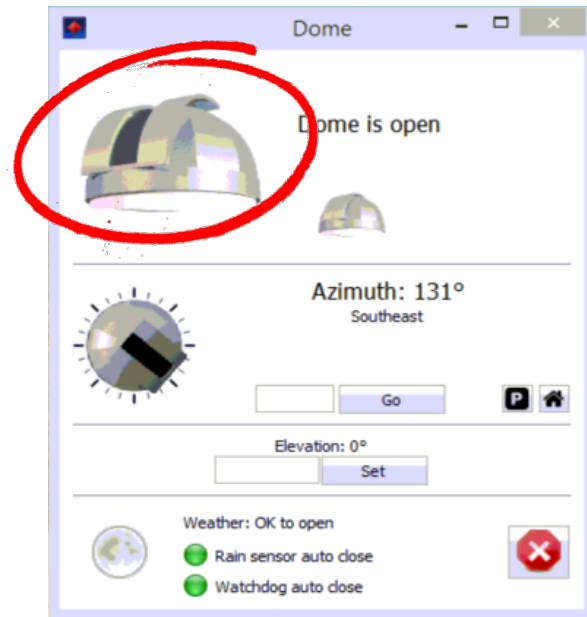 Dome
Dome is open
Azimuth: 131°
Southeast
Go
P
Elevation: 0°
Set
Weather: OK to open
Rain sensor auto close
Watchdog auto close